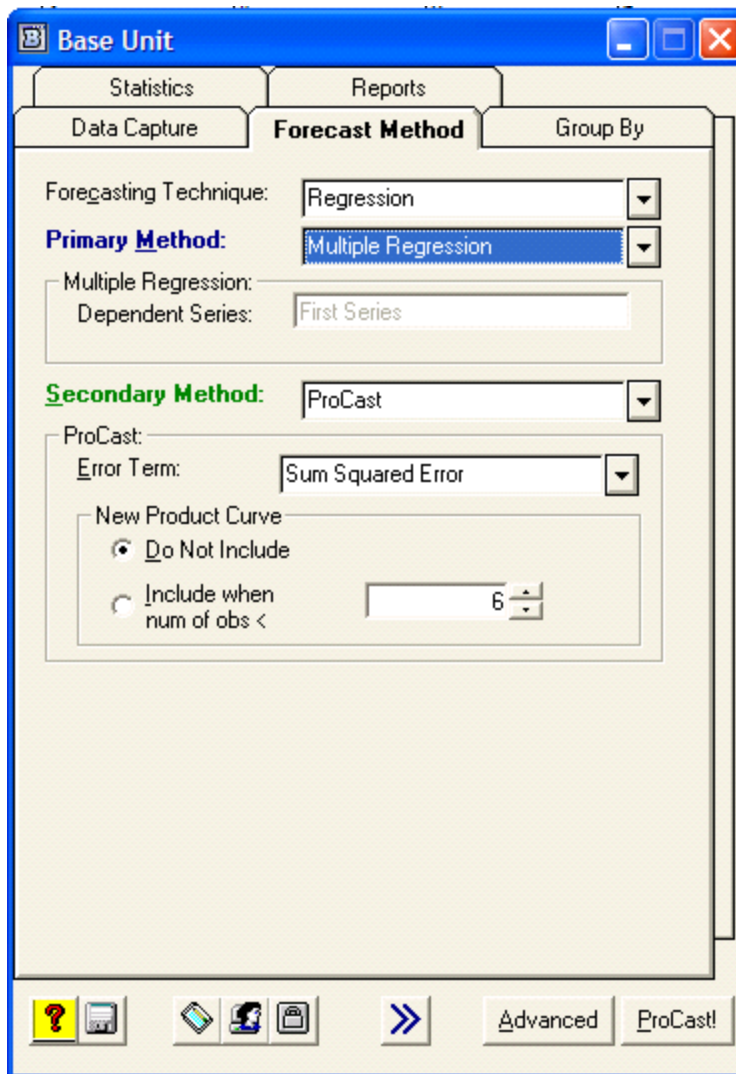 Base Unit
Statistics Reports
Data Capture Forecast Method Group By
Forecasting Technique: Regression
Primary Method: Multiple Regression
Multiple Regression:
Dependent Series: First Series
Secondary Method: ProCast
ProCast:
Error Term: Sum Squared Error
New Product Curve
Do Not Include
Include when
num of obs < 6
Advanced ProCast!